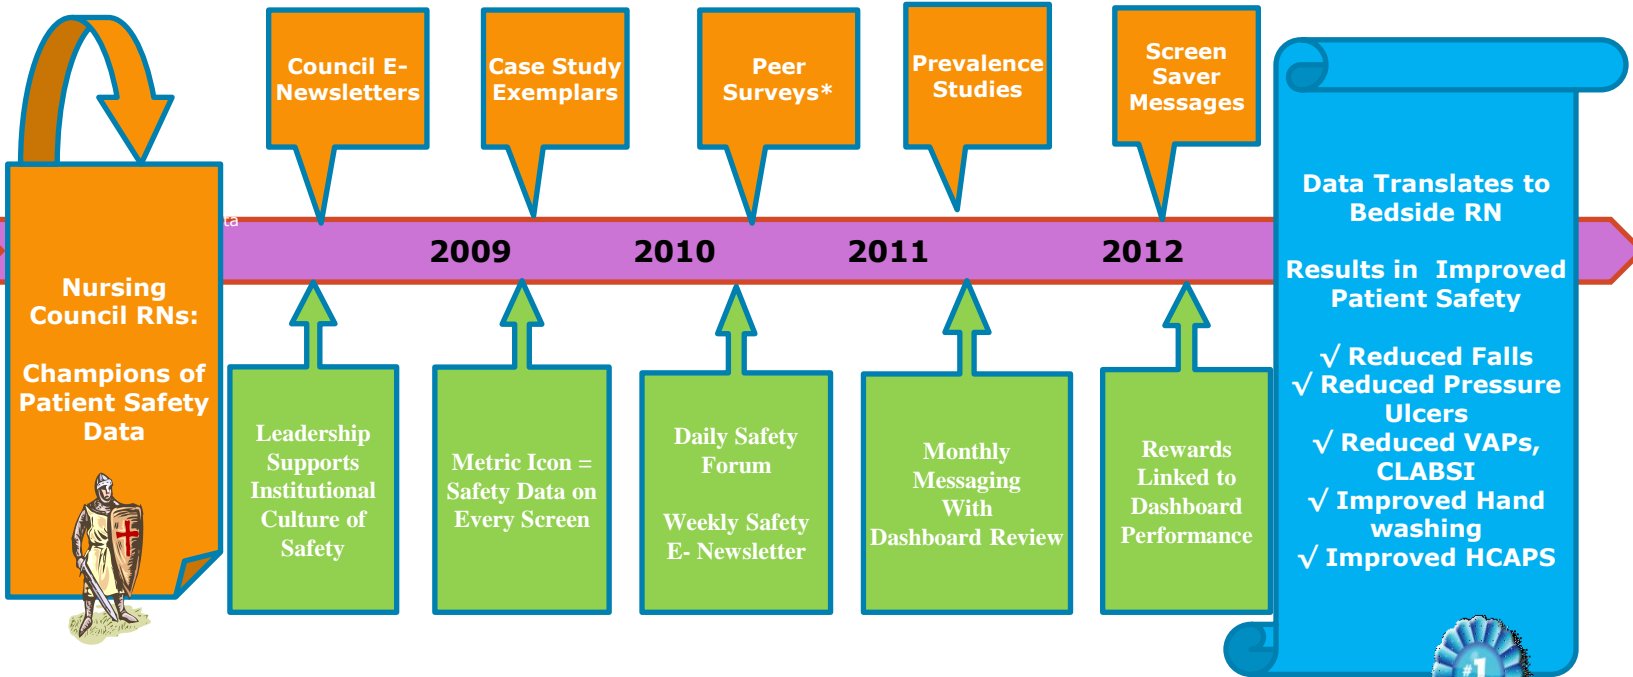 Council E-
Newsletters
Case Study
Exemplars
Peer
Surveys*
Prevalence
Studies
Screen
Saver
Messages
ta
2009
2010
2011
2012
Nursing
Council RNs:
Champions of
Patient Safety
Data
Leadership
Supports
Institutional
Culture of
Safety
Metric Icon =
Safety Data on
Every Screen
Daily Safety
Forum
Weekly Safety
E- Newsletter
Monthly
Messaging
With
Dashboard Review
Rewards
Linked to
Dashboard
Performance
Data Translates to
Bedside RN
Results in  Improved
Patient Safety
√ Reduced Falls
√ Reduced Pressure
Ulcers
√ Reduced VAPs,
CLABSI
√ Improved Hand
washing
√ Improved HCAPS
#1